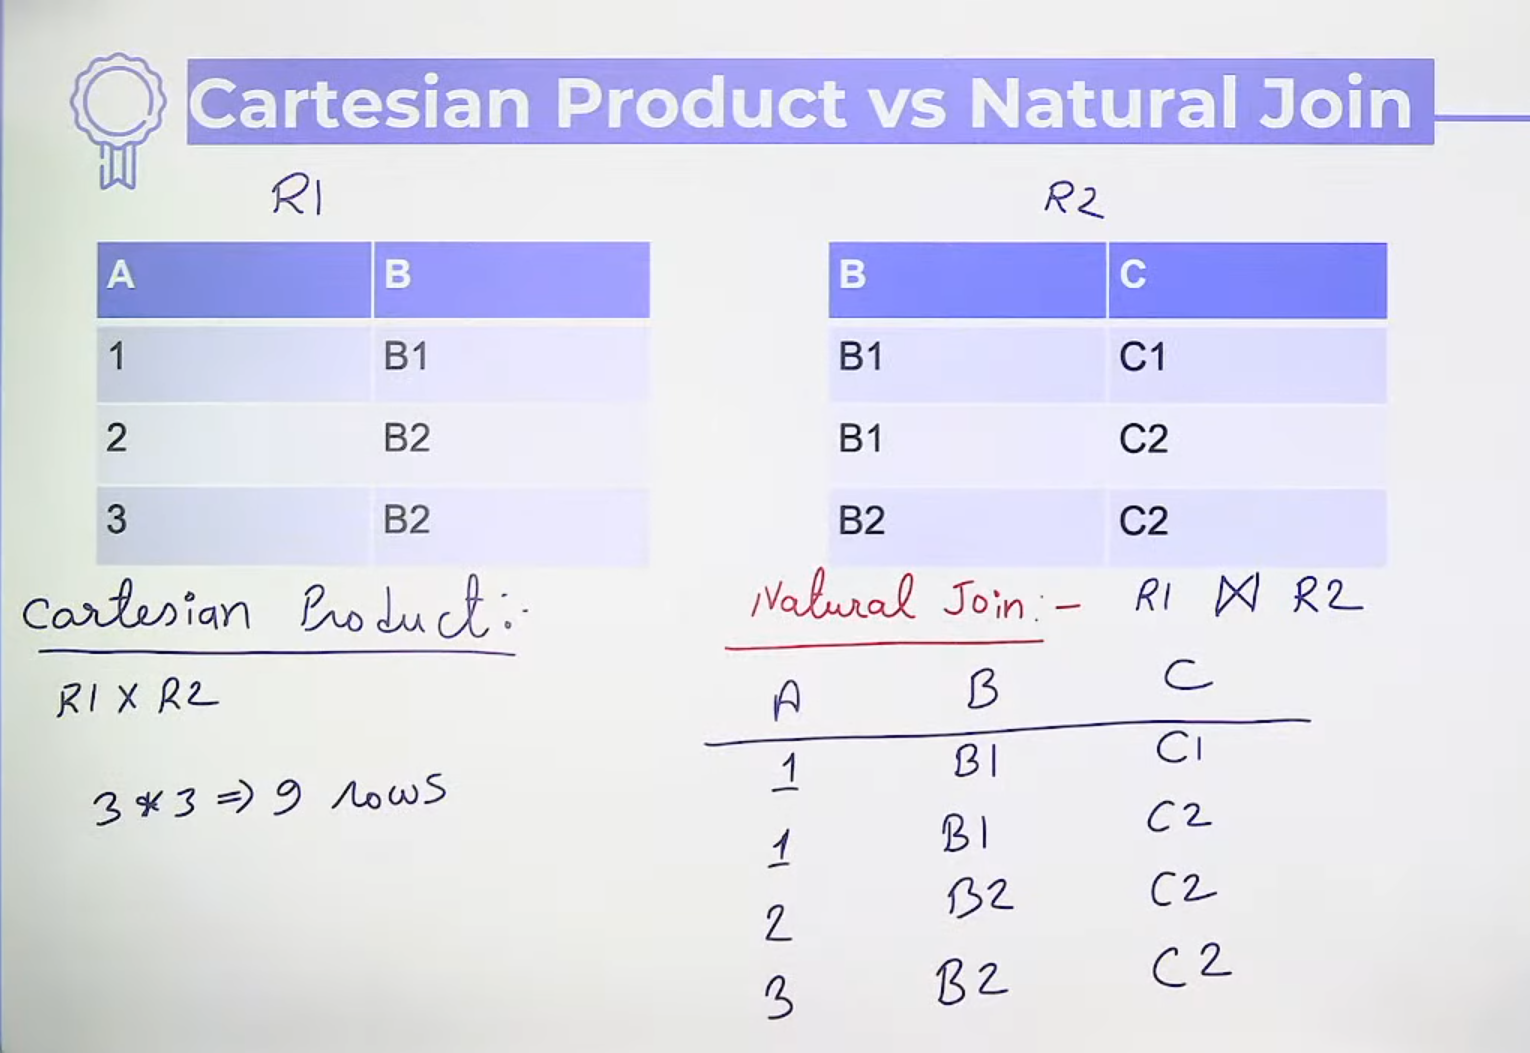 Cartesian Product vs Natural Join
R1
R2
A B
B C
1 B1
B1 C1
2 B2
B1 C2
3 B2
B2 C2
Cartesian Product:-
Natural Join:- R1 ⋈ R2
R1 X R2
A B C
1 B1 C1
3 * 3 => 9 rows
1 B1 C2
2 B2 C2
3 B2 C2